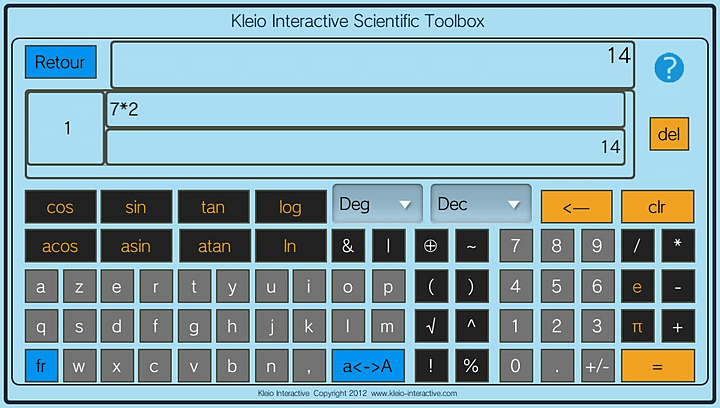 Kleio Interactive Scientific Toolbox
Retour 14 ?
1 7*2
14
del
cos sin tan log Deg Dec <— clr
acos asin atan ln & | ⊕ ~ 7 8 9 / *
a z e r t y u i o p ( ) 4 5 6 e -
q s d f g h j k l m √ ^ 1 2 3 π +
fr w x c v b n , a<->A ! % 0 . +/- =
Kleio Interactive Copyright 2012 www.kleio-interactive.com